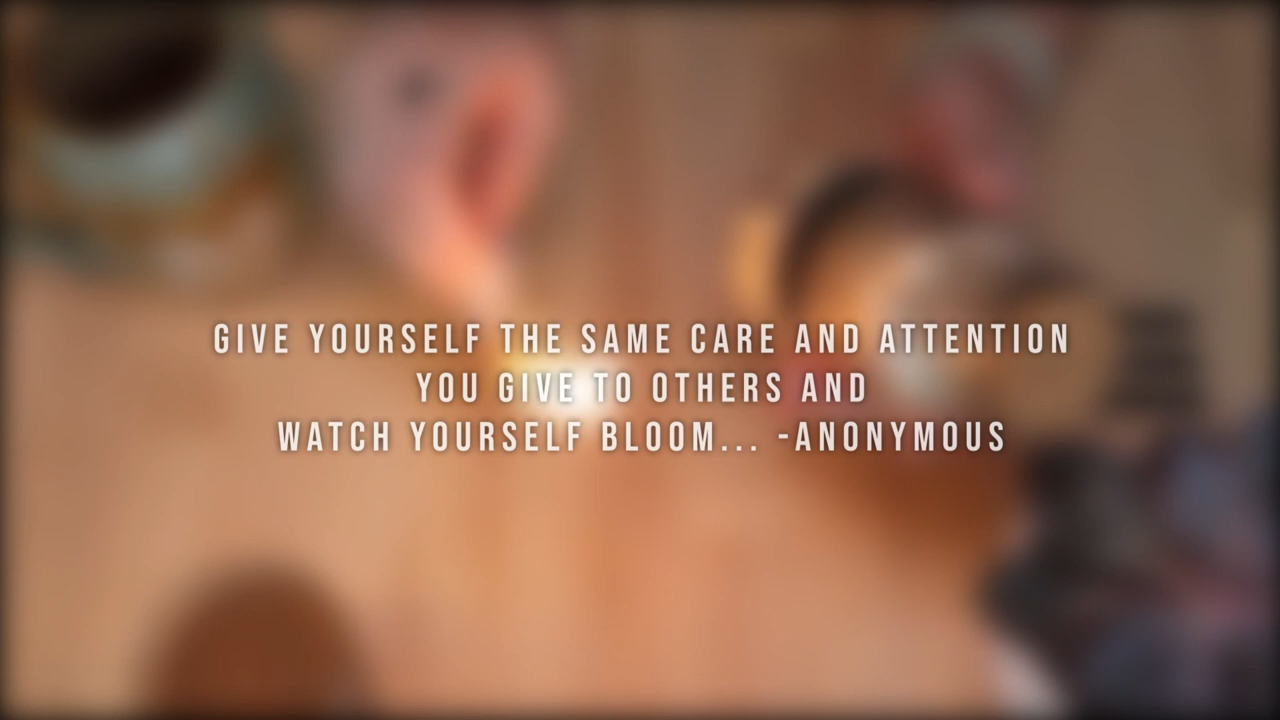 GIVE YOURSELF THE SAME CARE AND ATTENTION
YOU GIVE TO OTHERS AND
WATCH YOURSELF BLOOM... -ANONYMOUS